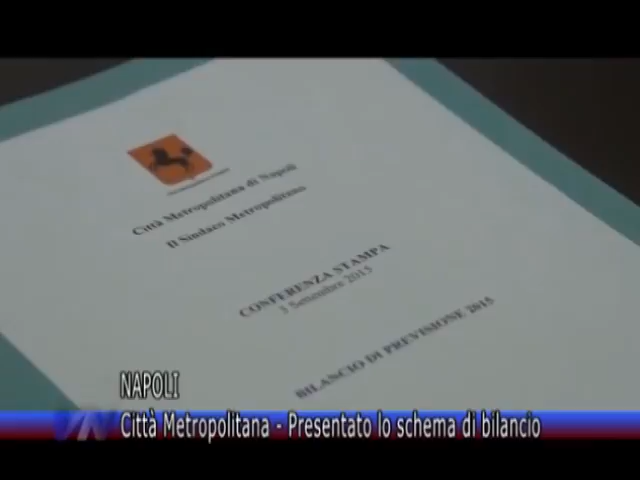 Città Metropolitana di Napoli
Il Sindaco Metropolitano
CONFERENZA STAMPA
3 Settembre 2015
BILANCIO DI PREVISIONE 2015
NAPOLI
Città Metropolitana - Presentato lo schema di bilancio